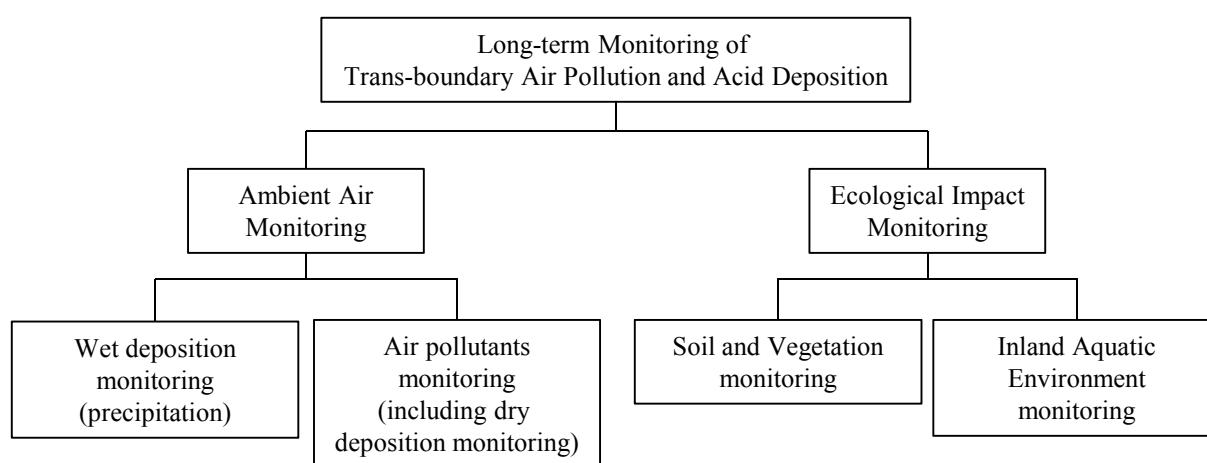 Long-term Monitoring of
Trans-boundary Air Pollution and Acid Deposition
Ambient Air
Monitoring
Ecological Impact
Monitoring
Wet deposition
monitoring
(precipitation)
Air pollutants
monitoring
(including dry
deposition monitoring)
Soil and Vegetation
monitoring
Inland Aquatic
Environment
monitoring